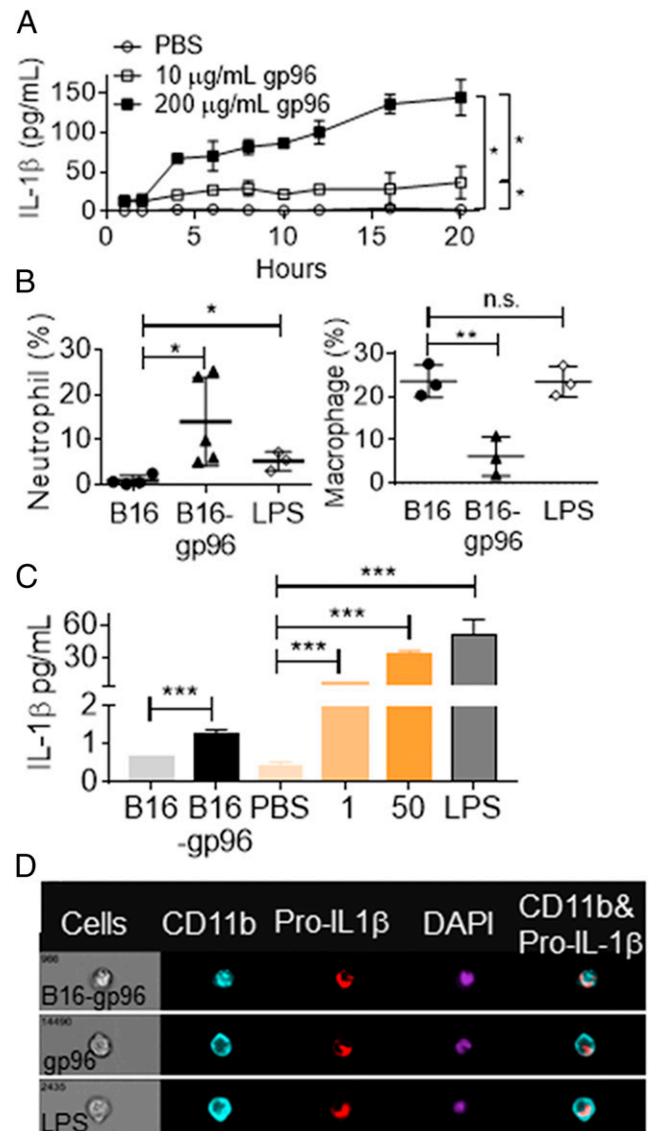 A
PBS
10 μg/mL gp96
200 μg/mL gp96
IL-1β (pg/mL)
150
100
50
0
* * *
0 5 10 15 20
Hours
B
Neutrophil (%)
30
20
10
0
*
*
B16 B16-gp96 LPS
Macrophage (%)
30
20
10
0
n.s.
**
B16 B16-gp96 LPS
C
IL-1β pg/mL
60
30
2
1
0
***
***
***
***
B16 B16 PBS 1 50 LPS
-gp96
D
Cells CD11b Pro-IL1β DAPI CD11b&
Pro-IL-1β
986
B16-gp96
14490
gp96
2435
LPS